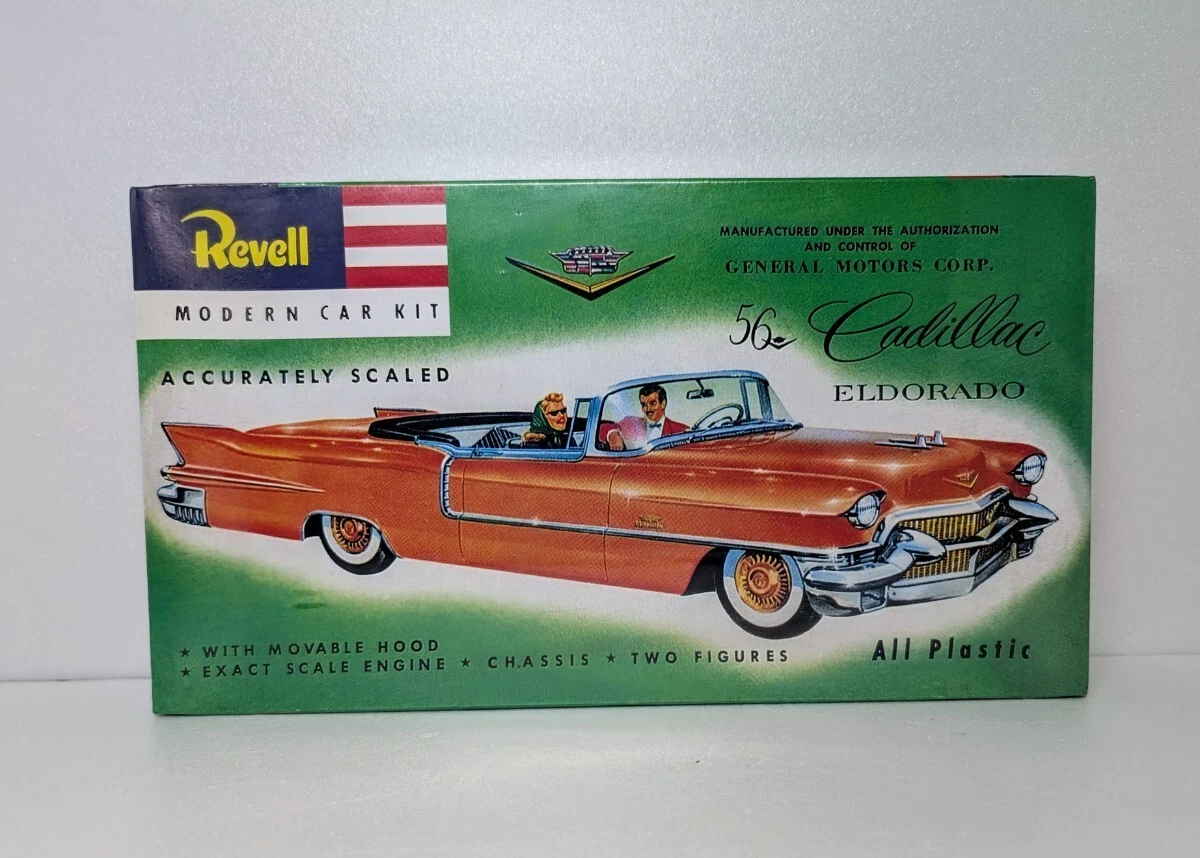 Revell
MODERN CAR KIT
MANUFACTURED UNDER THE AUTHORIZATION
AND CONTROL OF
GENERAL MOTORS CORP.
56 Cadillac
ELDORADO
ACCURATELY SCALED
★ WITH MOVABLE HOOD
★ EXACT SCALE ENGINE ★ CHASSIS ★ TWO FIGURES
All Plastic